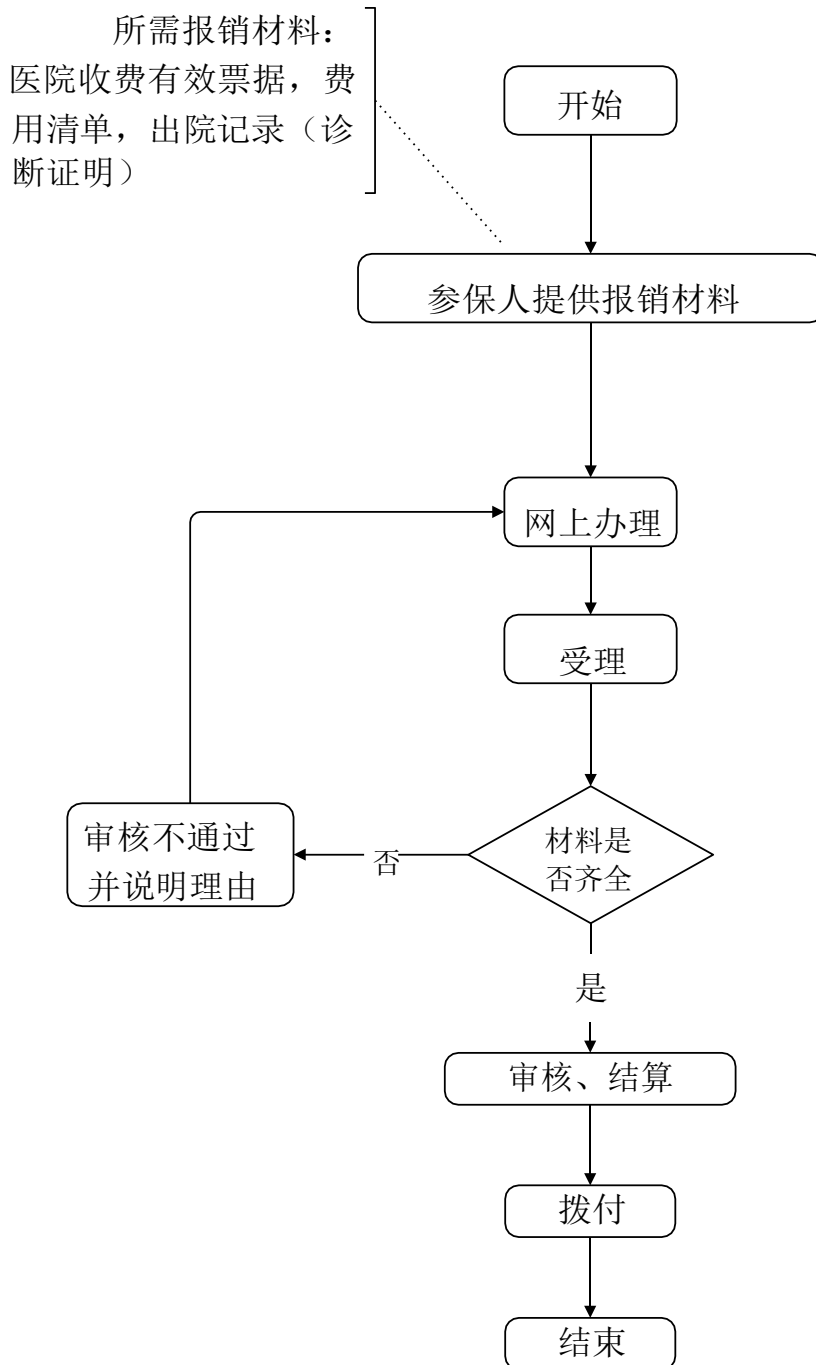 所需报销材料：
医院收费有效票据，费
用清单，出院记录（诊
断证明）
开始
参保人提供报销材料
网上办理
受理
材料是
否齐全
否
审核不通过
并说明理由
是
审核、结算
拨付
结束